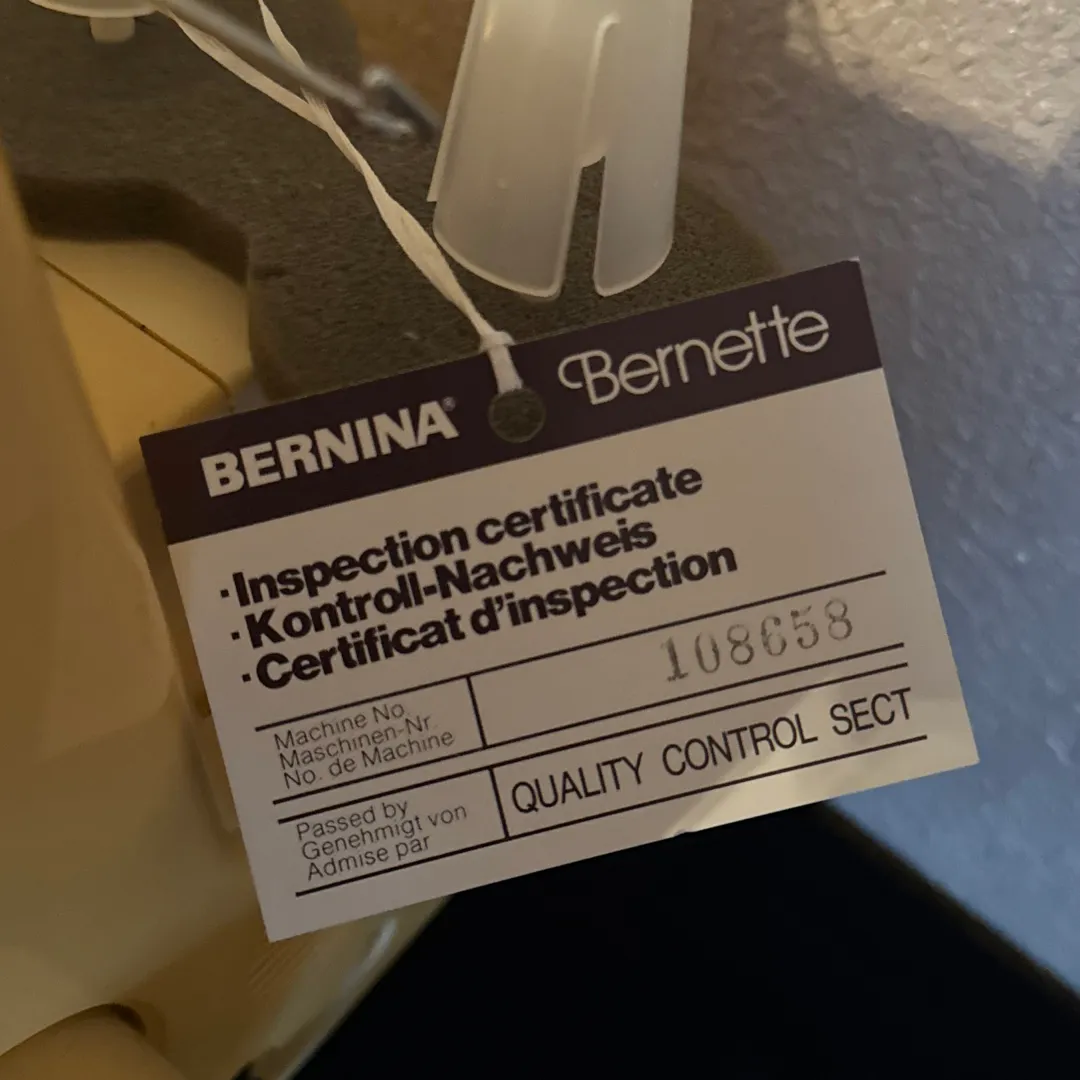 BERNINA® Bernette
·Inspection certificate
·Kontroll-Nachweis
·Certificat d'inspection
Machine No.
Maschinen-Nr.
No. de Machine
108658
Passed by
Genehmigt von
Admise par
QUALITY CONTROL SECT